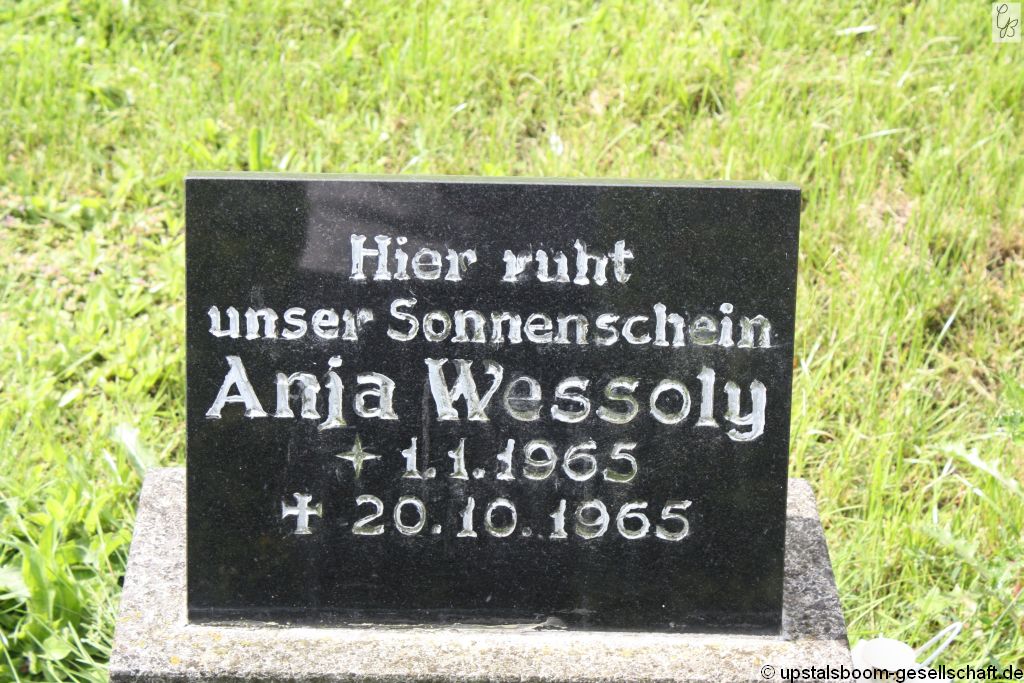 Hier ruht
unser Sonnenschein
Anja Wessoly
1.1.1965
20.10.1965
© upstalsboom-gesellschaft.de